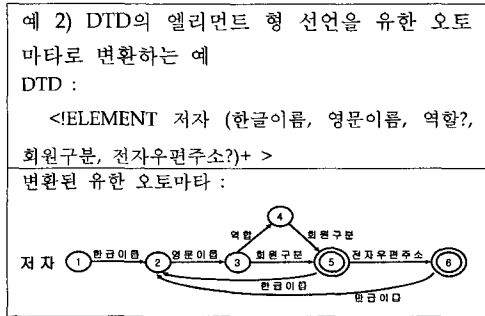 예 2) DTD의 엘리먼트 형 선언을 유한 오토
마타로 변환하는 예
DTD :
<!ELEMENT 저자 (한글이름, 영문이름, 역할?,
회원구분, 전자우편주소?)+ >
변환된 유한 오토마타 :
4
역할 회원구분
저자 1 한글이름 2 영문이름 3 회원구분 5 전자우편주소 6
한글이름
한글이름